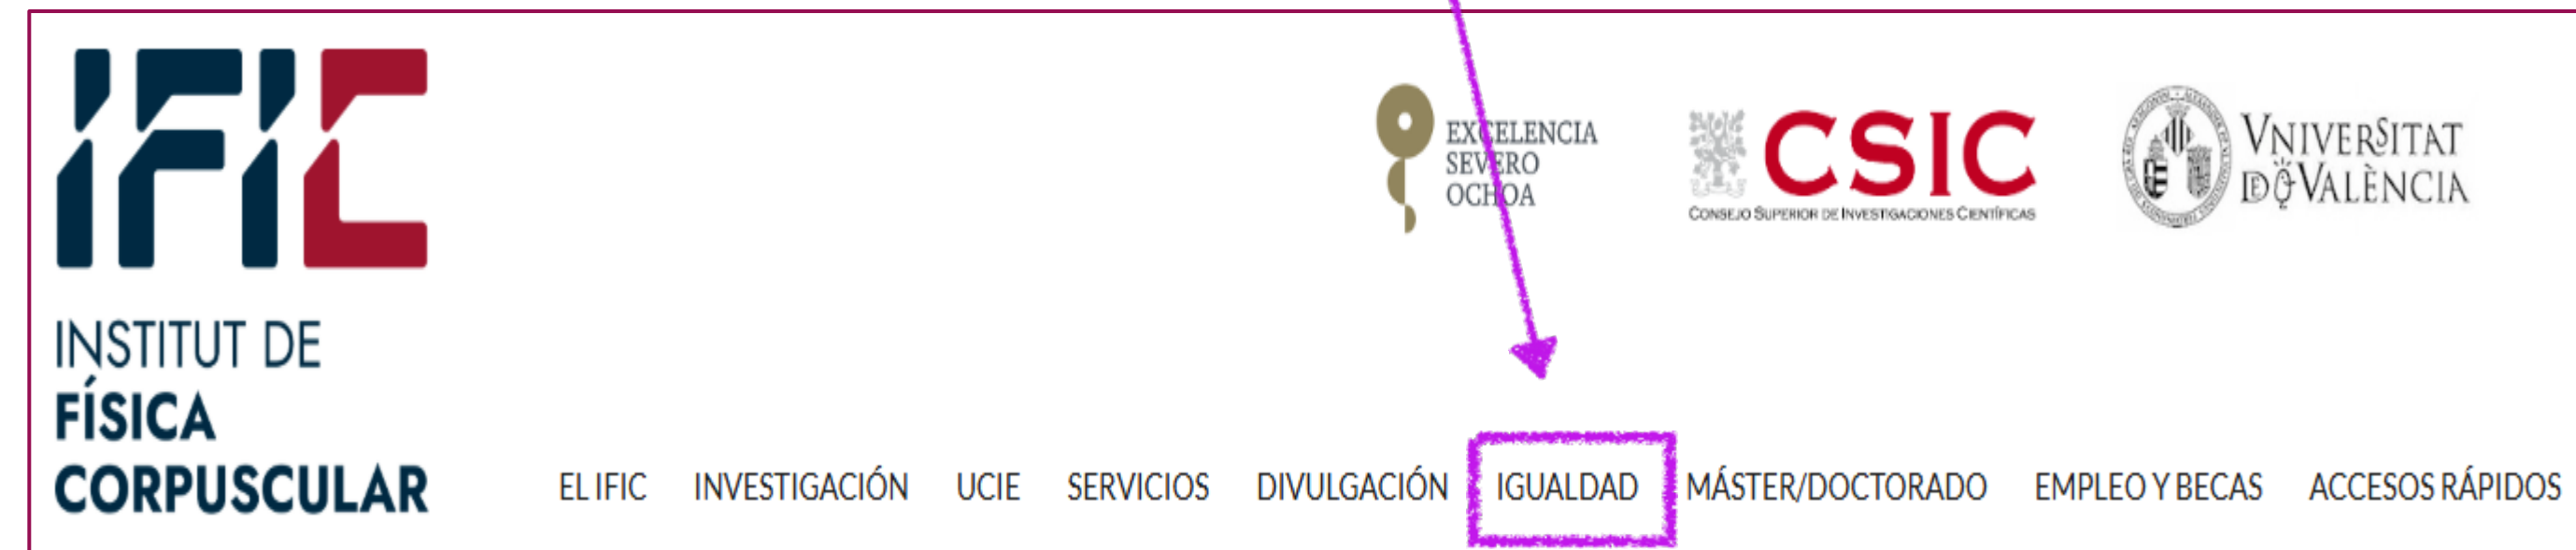 IFIC
INSTITUT DE
FÍSICA
CORPUSCULAR
EXCELENCIA
SEVERO
OCHOA
CSIC
CONSEJO SUPERIOR DE INVESTIGACIONES CIENTÍFICAS
VNIVERSITAT
DE VALÈNCIA
EL IFIC INVESTIGACIÓN UCIE SERVICIOS DIVULGACIÓN IGUALDAD MÁSTER/DOCTORADO EMPLEO Y BECAS ACCESOS RÁPIDOS